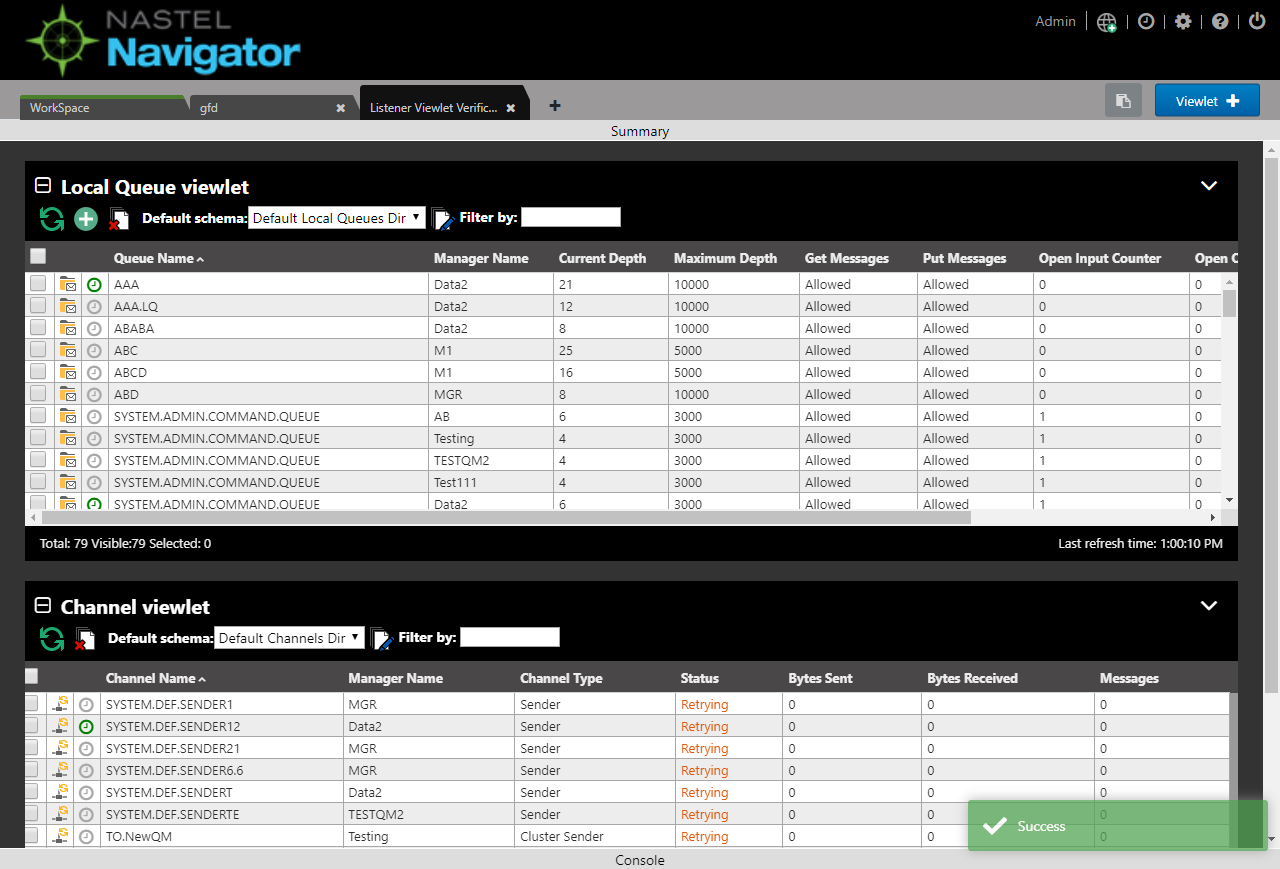 NASTEL
Navigator
Admin
WorkSpace gfd Listener Viewlet Verific... Viewlet
Summary
Local Queue viewlet
Default schema: Default Local Queues Dir Filter by:
Queue Name Manager Name Current Depth Maximum Depth Get Messages Put Messages Open Input Counter Open
AAA Data2 21 10000 Allowed Allowed 0 0
AAA.LQ Data2 12 10000 Allowed Allowed 0 0
ABABA Data2 8 10000 Allowed Allowed 0 0
ABC M1 25 5000 Allowed Allowed 0 0
ABCD M1 16 5000 Allowed Allowed 0 0
ABD MGR 8 10000 Allowed Allowed 0 0
SYSTEM.ADMIN.COMMAND.QUEUE AB 6 3000 Allowed Allowed 1 0
SYSTEM.ADMIN.COMMAND.QUEUE Testing 4 3000 Allowed Allowed 1 0
SYSTEM.ADMIN.COMMAND.QUEUE TESTQM2 4 3000 Allowed Allowed 1 0
SYSTEM.ADMIN.COMMAND.QUEUE Test111 4 3000 Allowed Allowed 1 0
SYSTEM.ADMIN.COMMAND.QUEUE Data2 6 3000 Allowed Allowed 1 0
Total: 79 Visible:79 Selected: 0 Last refresh time: 1:00:10 PM
Channel viewlet
Default schema: Default Channels Dir Filter by:
Channel Name Manager Name Channel Type Status Bytes Sent Bytes Received Messages
SYSTEM.DEF.SENDER1 MGR Sender Retrying 0 0 0
SYSTEM.DEF.SENDER12 Data2 Sender Retrying 0 0 0
SYSTEM.DEF.SENDER21 MGR Sender Retrying 0 0 0
SYSTEM.DEF.SENDER6.6 MGR Sender Retrying 0 0 0
SYSTEM.DEF.SENDERT Data2 Sender Retrying 0 0 0
SYSTEM.DEF.SENDERTE TESTQM2 Sender Retrying 0 0 0
TO.NewQM Testing Cluster Sender Retrying 0 0 0
Success
Console